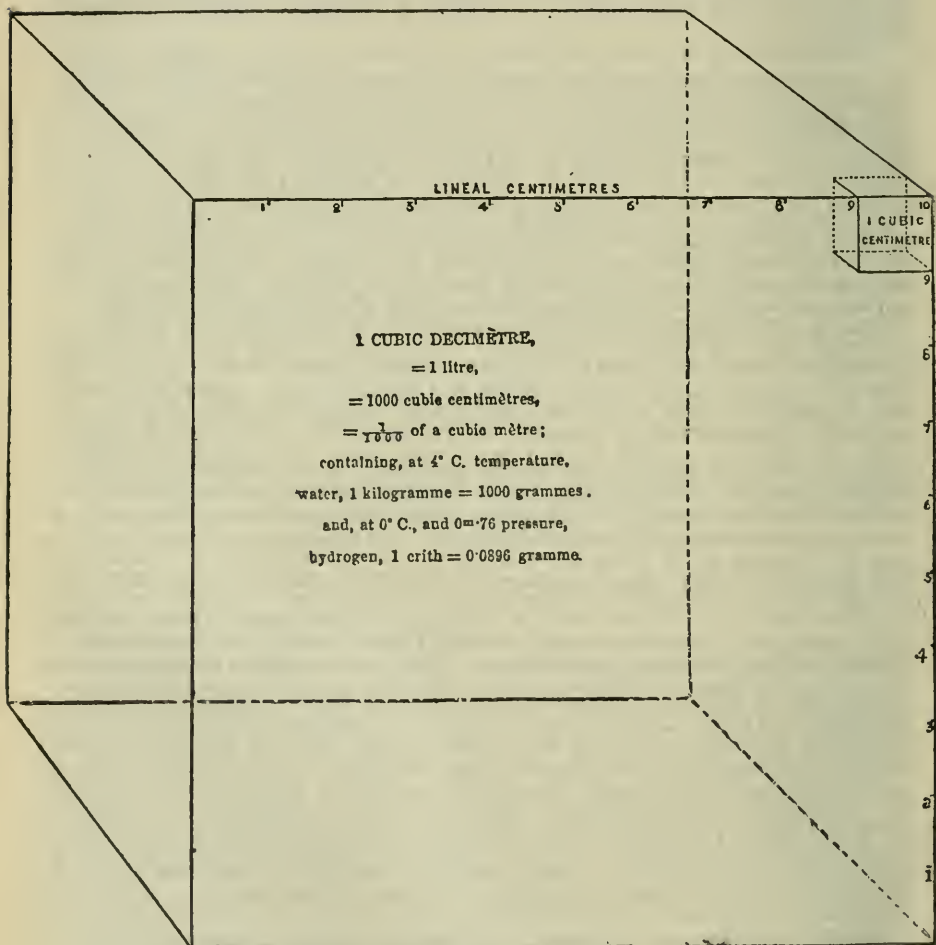 LINEAL CENTIMETRES
1 2 3 4 5 6 7 8 9 10
1 CUBIC
CENTIMETRE
9
8
7
6
5
4
3
2
1
1 CUBIC DECIMÈTRE,
= 1 litre,
= 1000 cubic centimètres,
= 1/1000 of a cubic mètre;
containing, at 4° C. temperature,
water, 1 kilogramme = 1000 grammes.
and, at 0° C., and 0m·76 pressure,
hydrogen, 1 crith = 0·0896 gramme.